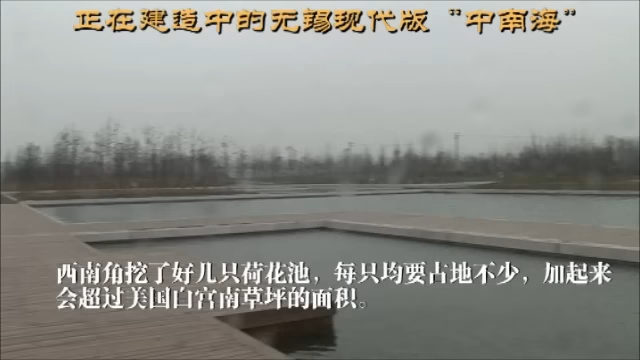 正在建造中的无锡现代版“中南海”
西南角挖了好几只荷花池，每只均要占地不少，加起来
会超过美国白宫南草坪的面积。